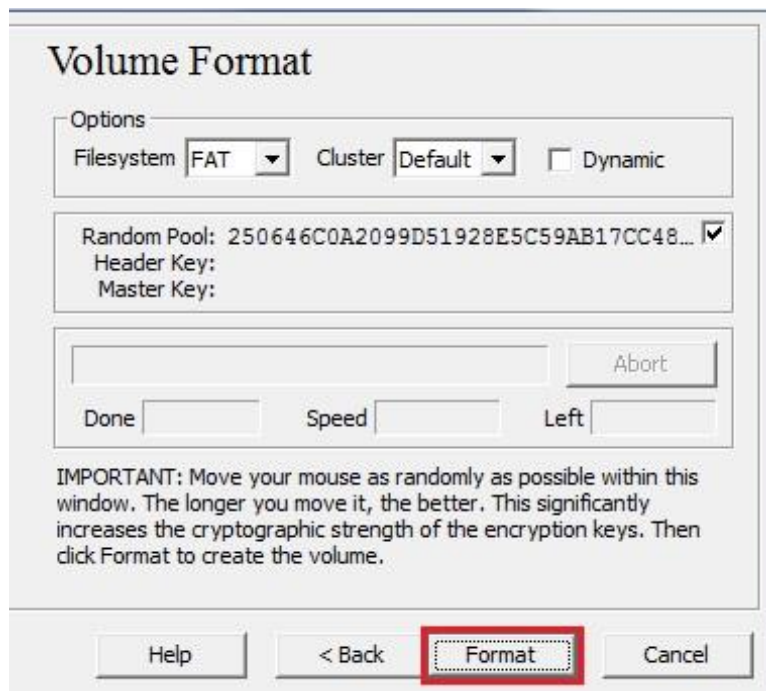 Volume Format
Options
Filesystem FAT Cluster Default Dynamic
Random Pool: 250646C0A2099D51928E5C59AB17CC48...
Header Key:
Master Key:
Abort
Done Speed Left
IMPORTANT: Move your mouse as randomly as possible within this
window. The longer you move it, the better. This significantly
increases the cryptographic strength of the encryption keys. Then
click Format to create the volume.
Help < Back Format Cancel